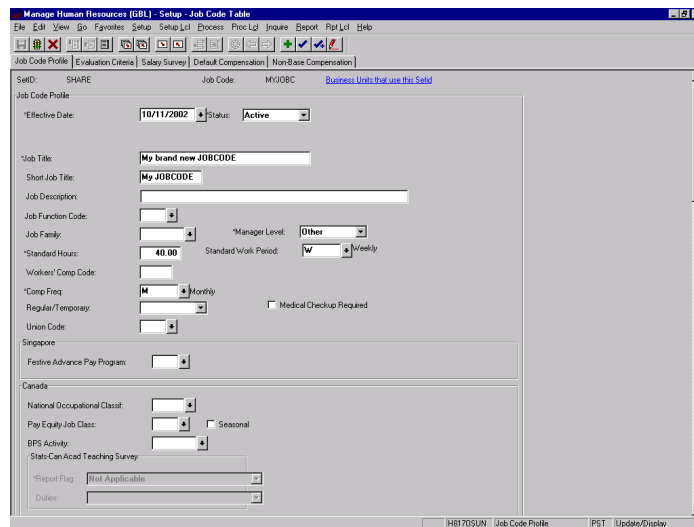 Manage Human Resources (GBL) - Setup - Job Code Table
File Edit View Go Favorites Setup Setup Lcl Process Proc Lcl Inquire Report Rpt Lcl Help
Job Code Profile Evaluation Criteria Salary Survey Default Compensation Non-Base Compensation
SetID: SHARE Job Code: MYJOBC Business Units that use this Setid
Job Code Profile
*Effective Date: 10/11/2002 *Status: Active
*Job Title: My brand new JOBCODE
Short Job Title: My JOBCODE
Job Description:
Job Function Code:
Job Family: *Manager Level: Other
*Standard Hours: 40.00 Standard Work Period: W Weekly
Workers' Comp Code:
*Comp Freq: M Monthly
Regular/Temporary: Medical Checkup Required
Union Code:
Singapore
Festive Advance Pay Program:
Canada
National Occupational Classif:
Pay Equity Job Class: Seasonal
BPS Activity:
Stats-Can Acad Teaching Survey
*Report Flag: Not Applicable
Duties:
H8170SUN Job Code Profile PST Update/Display